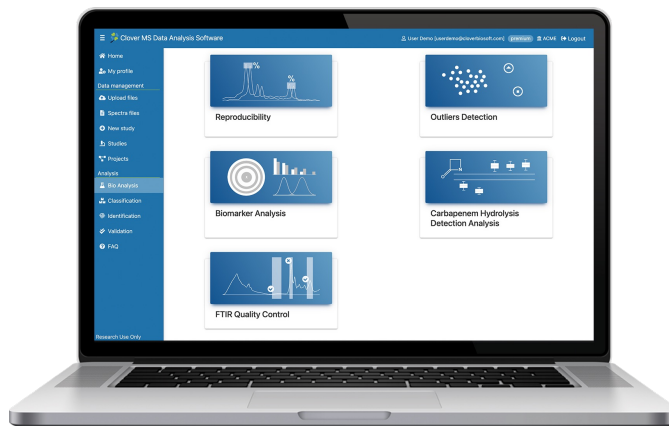 Clover MS Data Analysis Software
User Demo [userdemo@cloverbiosoft.com] premium ACME Logout
Home
My profile
Data management
Upload files
Spectra files
New study
Studies
Projects
Analysis
Bio Analysis
Classification
Identification
Validation
FAQ
Research Use Only
%
%
Reproducibility
Outliers Detection
Biomarker Analysis
Carbapenem Hydrolysis
Detection Analysis
FTIR Quality Control